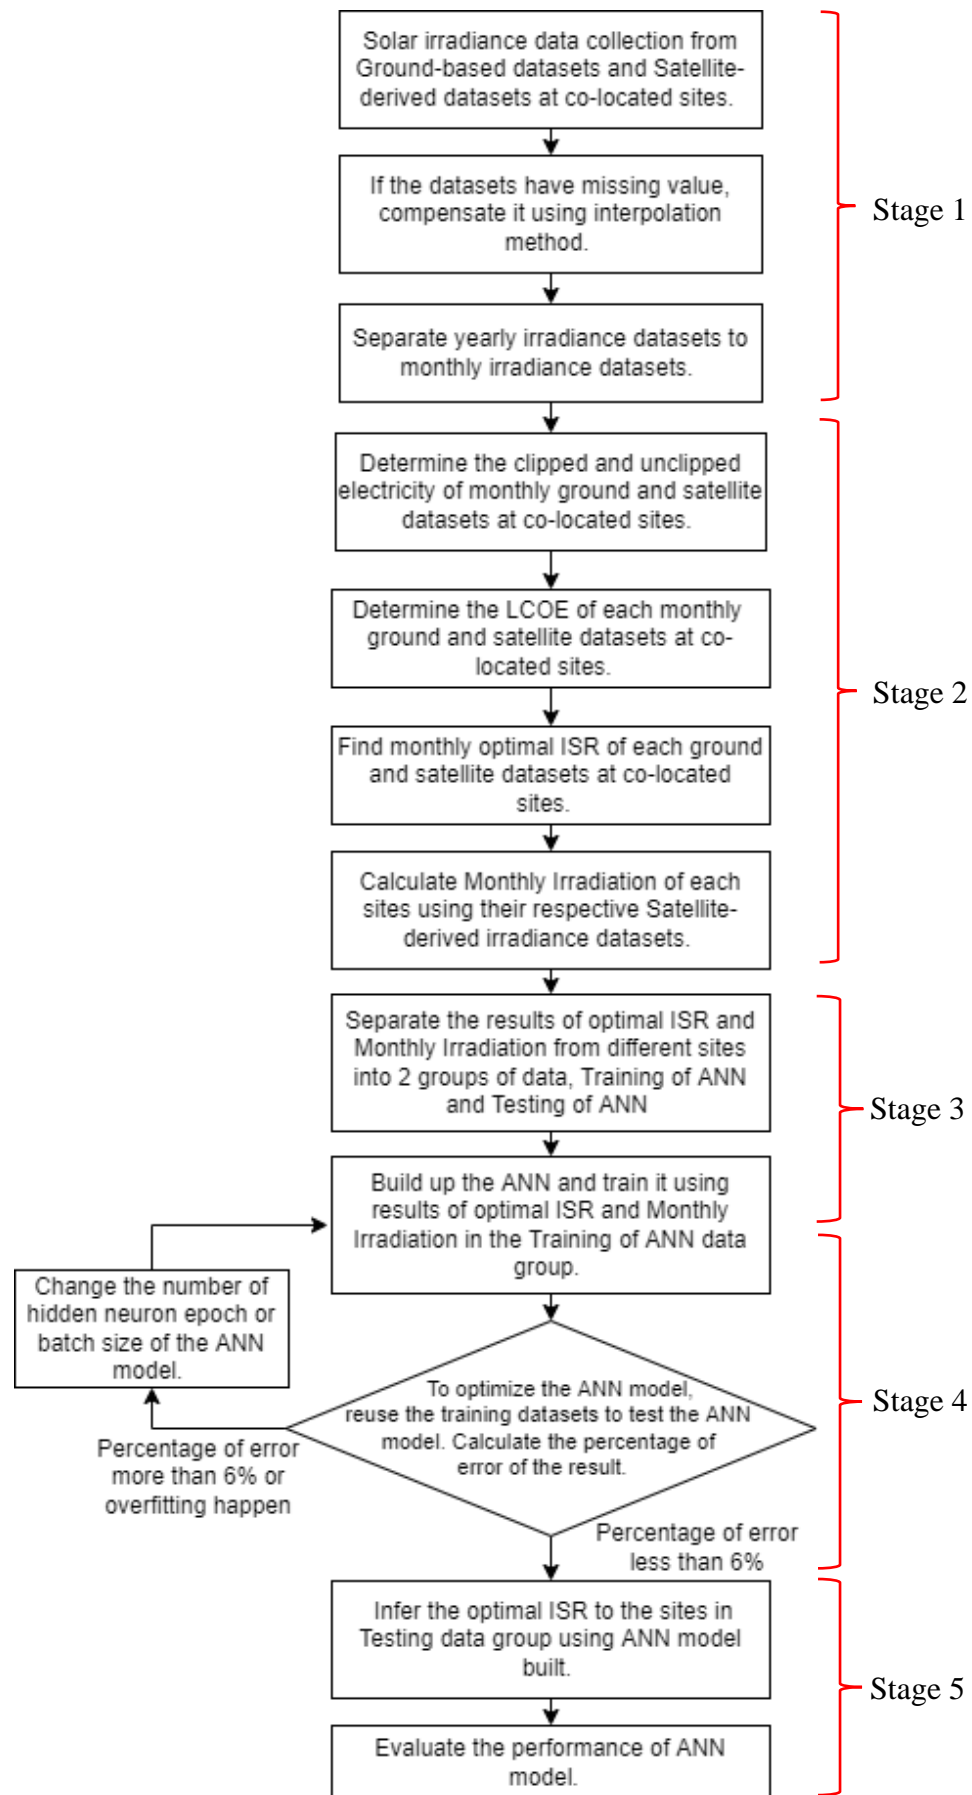 Solar irradiance data collection from
Ground-based datasets and Satellite-
derived datasets at co-located sites.
If the datasets have missing value,
compensate it using interpolation
method.
Stage 1
Separate yearly irradiance datasets to
monthly irradiance datasets.
Determine the clipped and unclipped
electricity of monthly ground and satellite
datasets at co-located sites.
Determine the LCOE of each monthly
ground and satellite datasets at co-
located sites.
Stage 2
Find monthly optimal ISR of each ground
and satellite datasets at co-located
sites.
Calculate Monthly Irradiation of each
sites using their respective Satellite-
derived irradiance datasets.
Separate the results of optimal ISR and
Monthly Irradiation from different sites
into 2 groups of data, Training of ANN
and Testing of ANN
Stage 3
Build up the ANN and train it using
results of optimal ISR and Monthly
Irradiation in the Training of ANN data
group.
Change the number of
hidden neuron epoch or
batch size of the ANN
model.
To optimize the ANN model,
reuse the training datasets to test the ANN
model. Calculate the percentage of
error of the result.
Stage 4
Percentage of error
more than 6% or
overfitting happen
Percentage of error
less than 6%
Infer the optimal ISR to the sites in
Testing data group using ANN model
built.
Stage 5
Evaluate the performance of ANN
model.